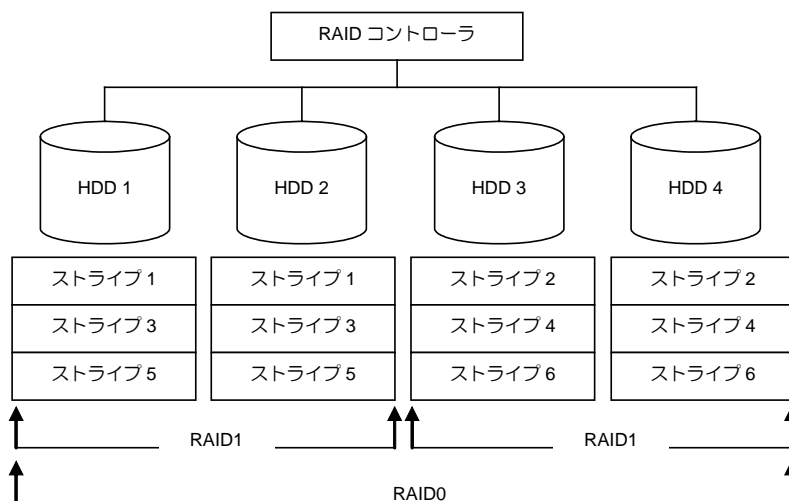 RAID コントローラ
HDD 1 HDD 2 HDD 3 HDD 4
ストライプ 1 ストライプ 1 ストライプ 2 ストライプ 2
ストライプ 3 ストライプ 3 ストライプ 4 ストライプ 4
ストライプ 5 ストライプ 5 ストライプ 6 ストライプ 6
RAID1 RAID1
RAID0